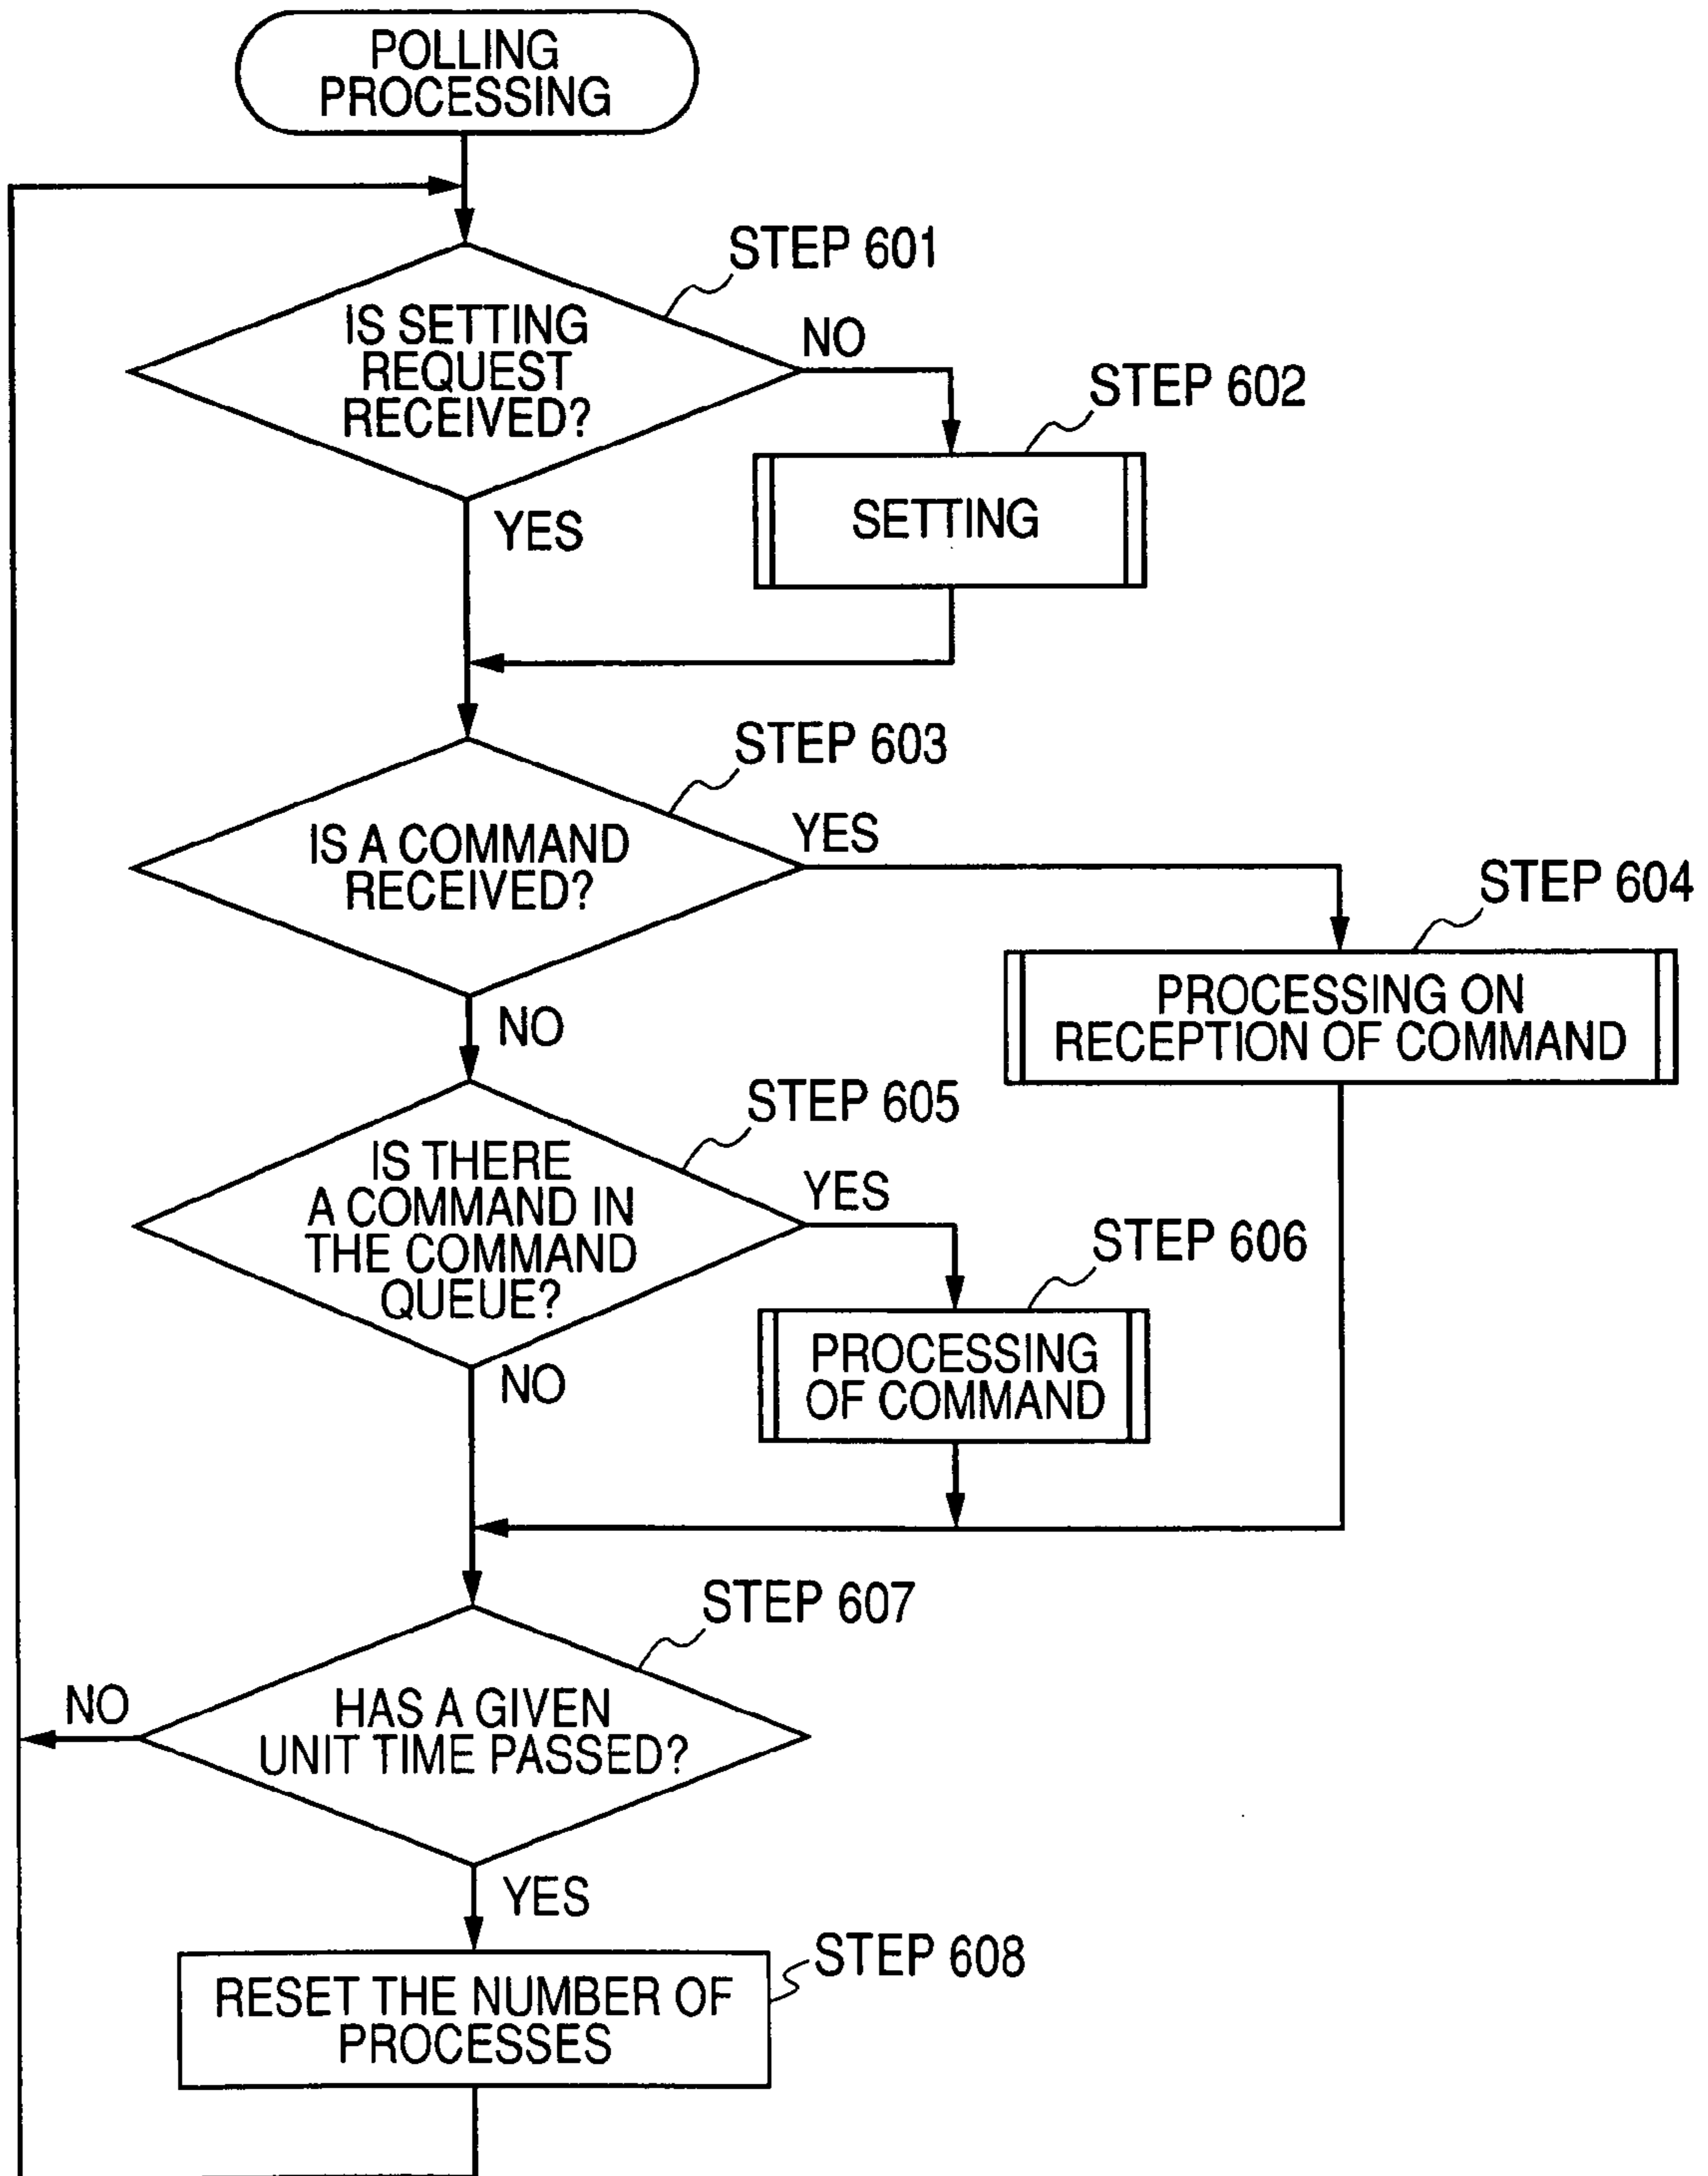 POLLING
PROCESSING
STEP 601
IS SETTING
REQUEST
RECEIVED?
NO
STEP 602
SETTING
YES
STEP 603
IS A COMMAND
RECEIVED?
YES
STEP 604
PROCESSING ON
RECEPTION OF COMMAND
NO
STEP 605
IS THERE
A COMMAND IN
THE COMMAND
QUEUE?
YES
STEP 606
PROCESSING
OF COMMAND
NO
STEP 607
HAS A GIVEN
UNIT TIME PASSED?
NO
YES
STEP 608
RESET THE NUMBER OF
PROCESSES